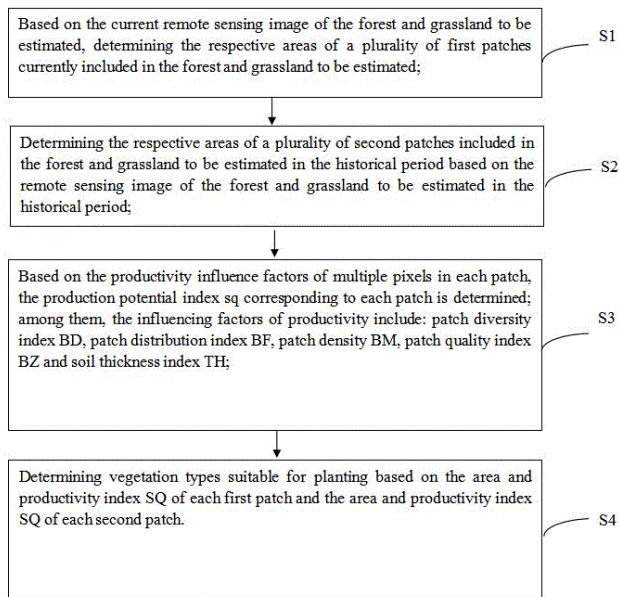 Based on the current remote sensing image of the forest and grassland to be
estimated, determining the respective areas of a plurality of first patches
currently included in the forest and grassland to be estimated;
S1
Determining the respective areas of a plurality of second patches included in
the forest and grassland to be estimated in the historical period based on the
remote sensing image of the forest and grassland to be estimated in the
historical period;
S2
Based on the productivity influence factors of multiple pixels in each patch,
the production potential index sq corresponding to each patch is determined;
among them, the influencing factors of productivity include: patch diversity
index BD, patch distribution index BF, patch density BM, patch quality index
BZ and soil thickness index TH;
S3
Determining vegetation types suitable for planting based on the area and
productivity index SQ of each first patch and the area and productivity index
SQ of each second patch.
S4